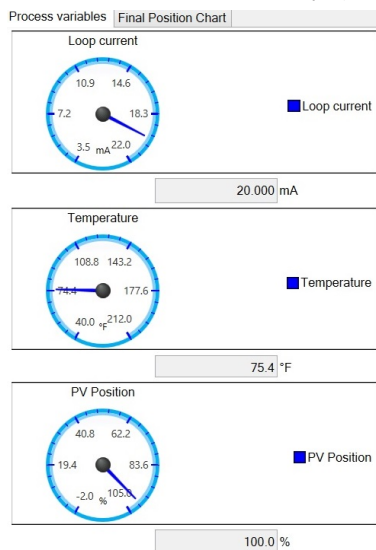 Process variables Final Position Chart
Loop current
10.9 14.6
7.2 18.3
3.5 mA 22.0
Loop current
20.000 mA
Temperature
108.8 143.2
74.4 177.6
40.0 °F 212.0
Temperature
75.4 °F
PV Position
40.8 62.2
19.4 83.6
-2.0 % 105.0
PV Position
100.0 %